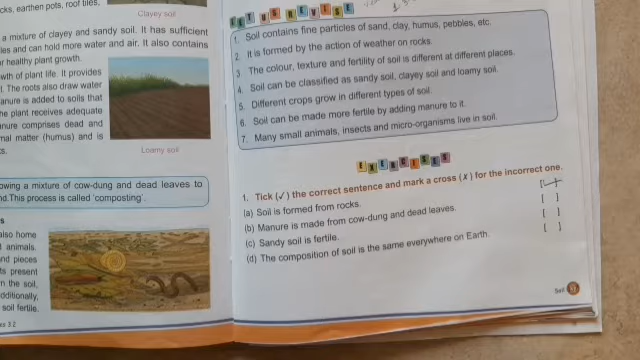 cks, earthen pots, roof tiles,
Clayey soil
a mixture of clayey and sandy soil. It has sufficient
les and can hold more water and air. It also contains
r healthy plant growth.
wth of plant life. It provides
t. The roots also draw water
anure is added to soils that
he plant receives adequate
nure comprises dead and
mal matter (humus) and is
s.
Loamy soil
owing a mixture of cow-dung and dead leaves to
nd. This process is called 'composting'.
s
also home
l animals,
nd pieces
ts present
n the soil,
dditionally,
soil fertile.
es 3.2
LET US REVISE
1. Soil contains fine particles of sand, clay, humus, pebbles, etc.
2. It is formed by the action of weather on rocks.
3 The colour, texture and fertility of soil is different at different places.
4. Soil can be classified as sandy soil, clayey soil and loamy soil.
5. Different crops grow in different types of soil.
6. Soil can be made more fertile by adding manure to it.
7. Many small animals, insects and micro-organisms live in soil.
EXERCISES
1. Tick (✓) the correct sentence and mark a cross (✗) for the incorrect one.
(a) Soil is formed from rocks. [✓]
(b) Manure is made from cow-dung and dead leaves. [ ]
(c) Sandy soil is fertile. [ ]
(d) The composition of soil is the same everywhere on Earth. [ ]
Soil